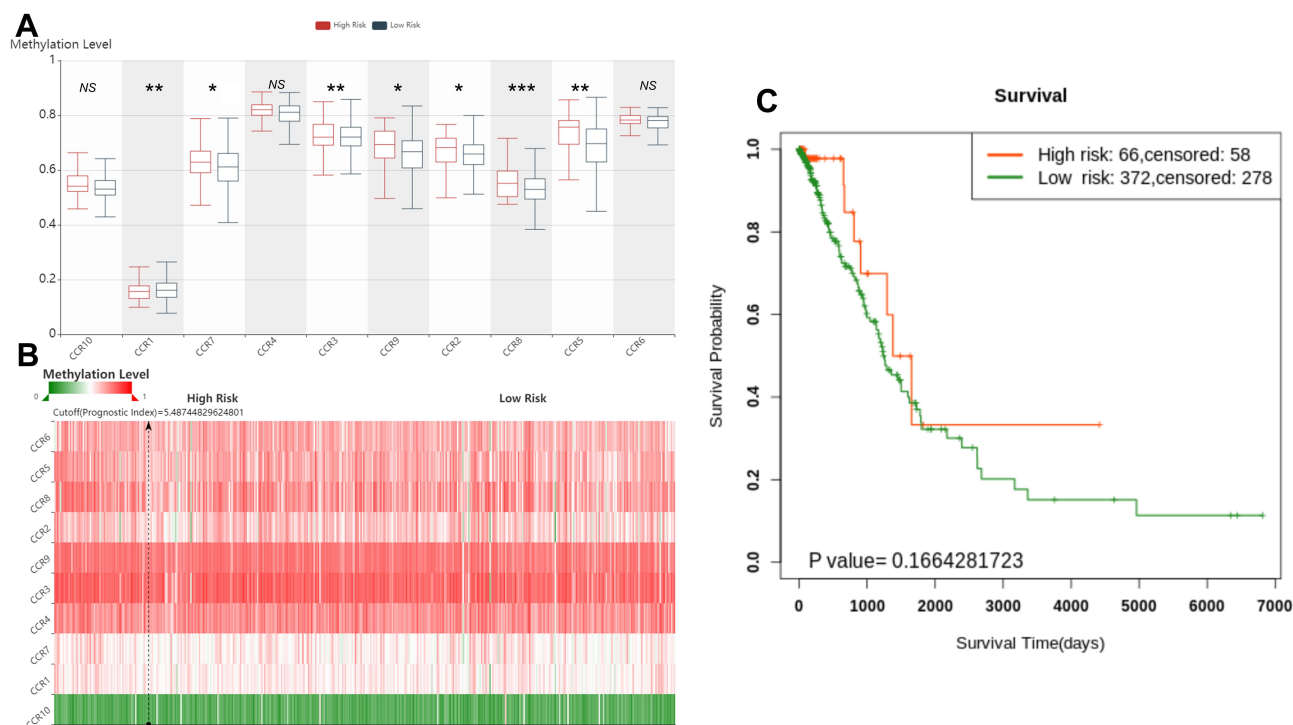 A
High Risk Low Risk
Methylation Level
1
0.8
0.6
0.4
0.2
0
NS ** * NS ** * * *** ** NS
CCR10 CCR1 CCR7 CCR4 CCR3 CCR9 CCR2 CCR8 CCR5 CCR6
B
Methylation Level
0 1
High Risk Low Risk
Cutoff(Prognostic Index)=5.48744829624801
CCR6
CCR5
CCR8
CCR2
CCR9
CCR3
CCR4
CCR7
CCR1
CCR10
C
Survival
High risk: 66,censored: 58
Low risk: 372,censored: 278
Survival Probability
1.0
0.8
0.6
0.4
0.2
0.0
P value= 0.1664281723
0 1000 2000 3000 4000 5000 6000 7000
Survival Time(days)